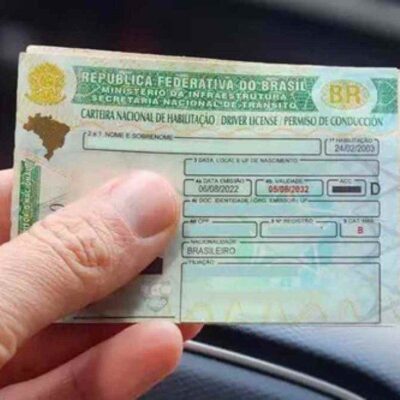 REPÚBLICA FEDERATIVA DO BRASIL
MINISTÉRIO DA INFRAESTRUTURA
SECRETARIA NACIONAL DE TRÂNSITO
BR
CARTEIRA NACIONAL DE HABILITAÇÃO / DRIVER LICENSE / PERMISO DE CONDUCCIÓN
2 e 1 NOME E SOBRENOME
1ª HABILITAÇÃO
24/02/2003
3 DATA, LOCAL E UF DE NASCIMENTO
4a DATA EMISSÃO
4b VALIDADE
ACC
D
06/08/2022
05/08/2032
4c DOC. IDENTIDADE / ÓRG. EMISSOR / UF
4d CPF
5 Nº REGISTRO
9 CAT. HAB.
B
NACIONALIDADE
BRASILEIRO
FILIAÇÃO